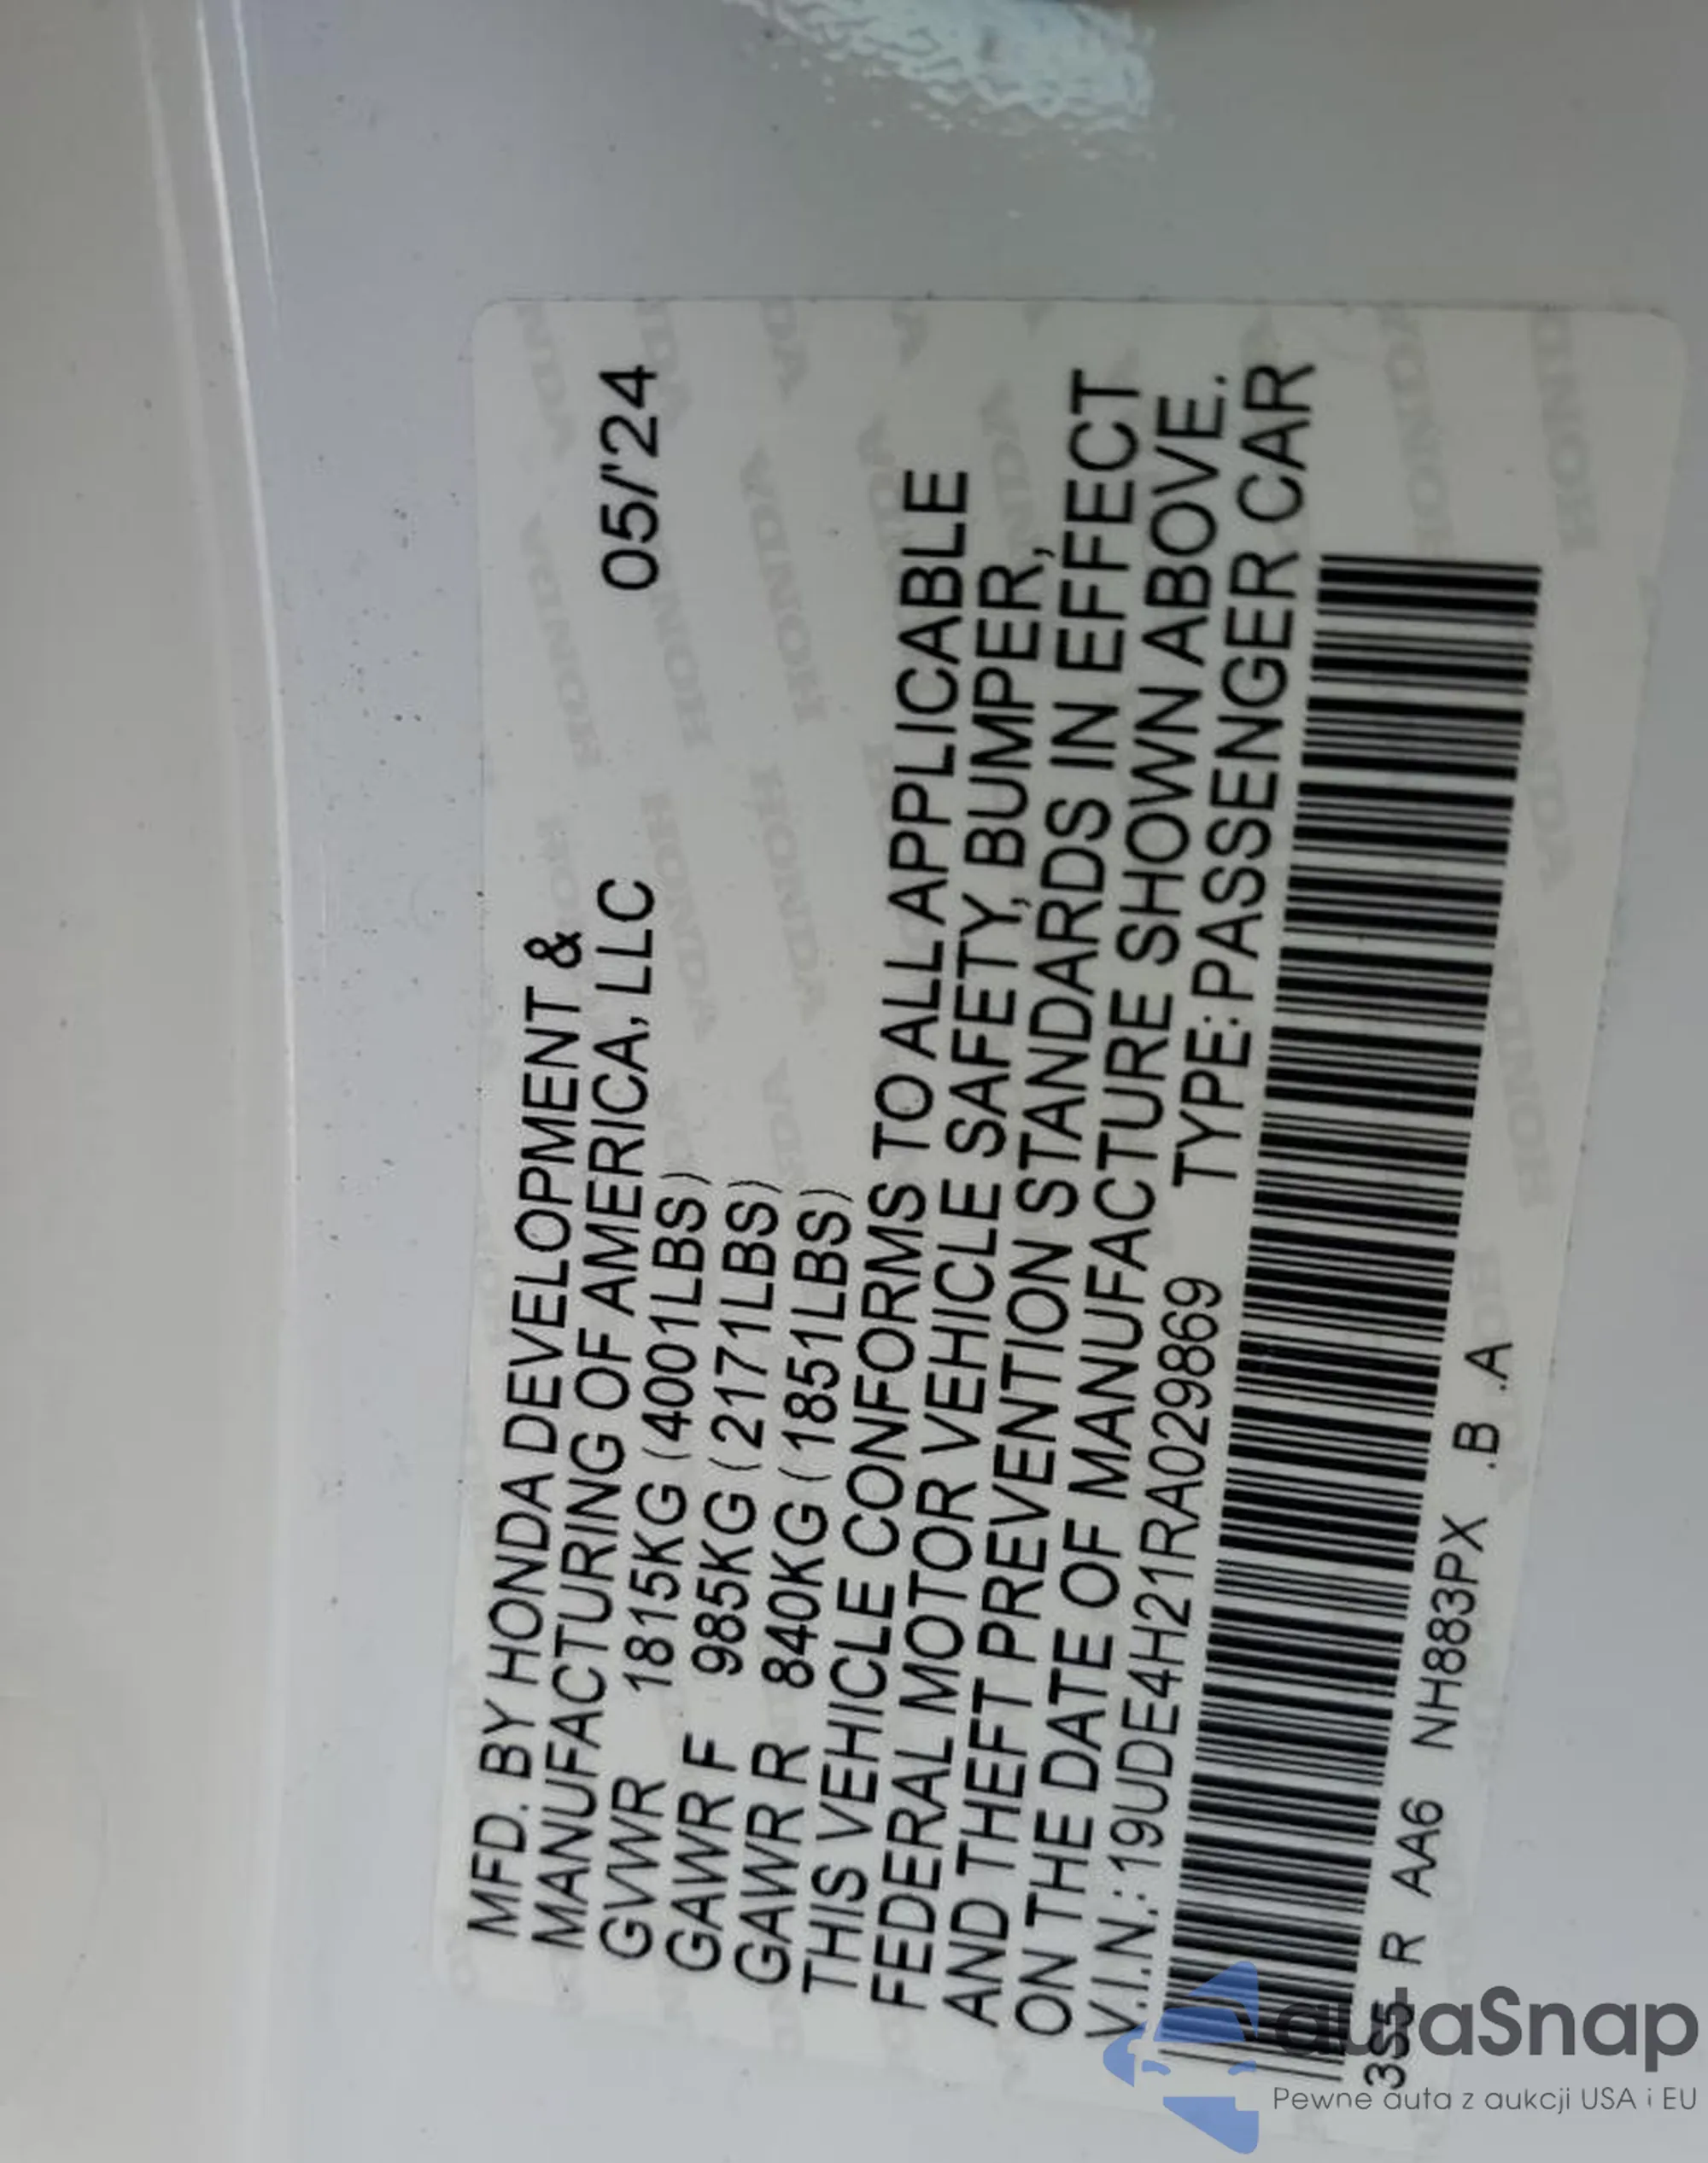 MFD. BY HONDA DEVELOPMENT &
MANUFACTURING OF AMERICA, LLC 05/'24
GVWR 1815KG (4001LBS)
GAWR F 985KG (2171LBS)
GAWR R 840KG (1851LBS)
THIS VEHICLE CONFORMS TO ALL APPLICABLE
FEDERAL MOTOR VEHICLE SAFETY, BUMPER,
AND THEFT PREVENTION STANDARDS IN EFFECT
ON THE DATE OF MANUFACTURE SHOWN ABOVE.
V.I.N.: 19UDE4H21RA029869 TYPE: PASSENGER CAR
3S5 R AA6 NH883PX .B .A
autaSnap
Pewne auta z aukcji USA i EU